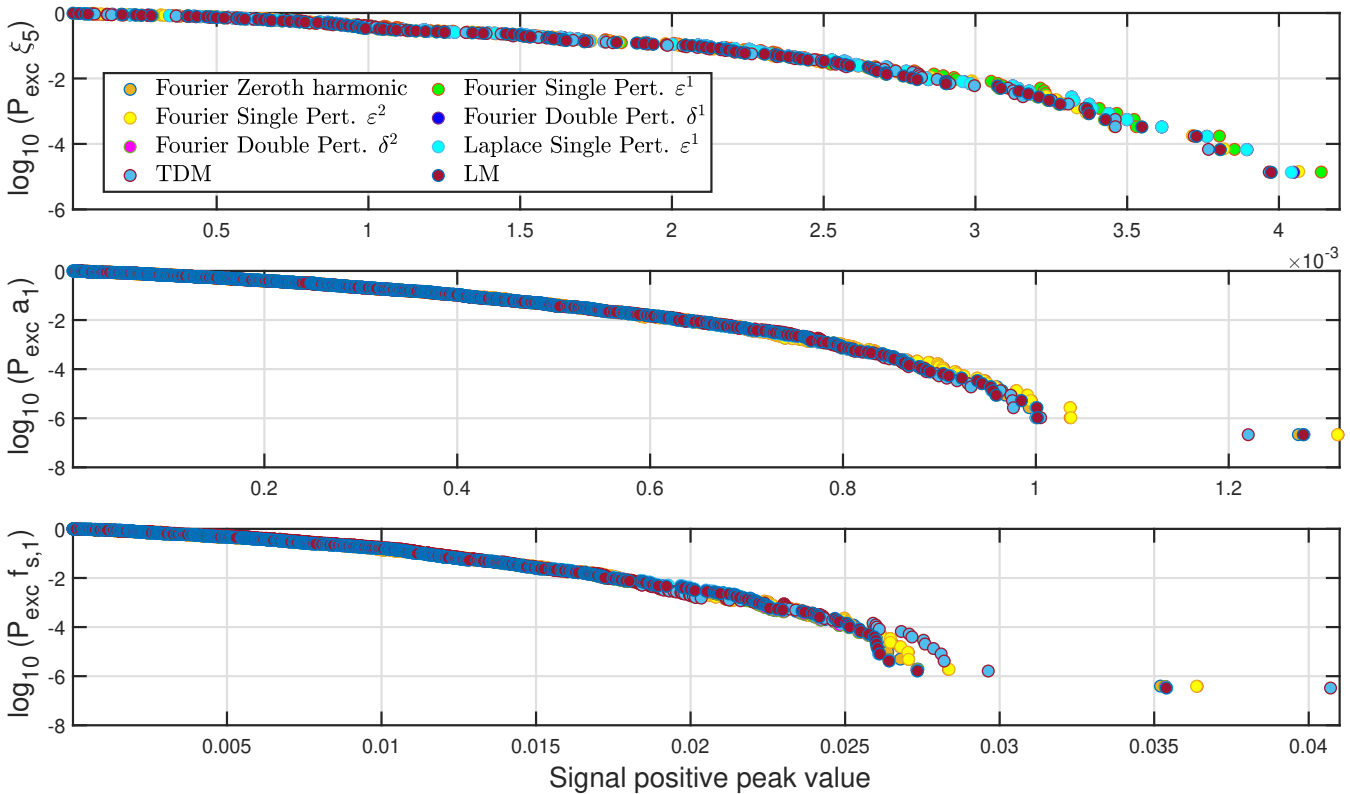 log₁₀ (P_exc ξ₅)
0
-2
-4
-6
Fourier Zeroth harmonic
Fourier Single Pert. ε¹
Fourier Single Pert. ε²
Fourier Double Pert. δ¹
Fourier Double Pert. δ²
Laplace Single Pert. ε¹
TDM
LM
0.5 1 1.5 2 2.5 3 3.5 4
×10⁻³
log₁₀ (P_exc a₁)
0
-2
-4
-6
-8
0.2 0.4 0.6 0.8 1 1.2
log₁₀ (P_exc f_s,1)
0
-2
-4
-6
-8
0.005 0.01 0.015 0.02 0.025 0.03 0.035 0.04
Signal positive peak value